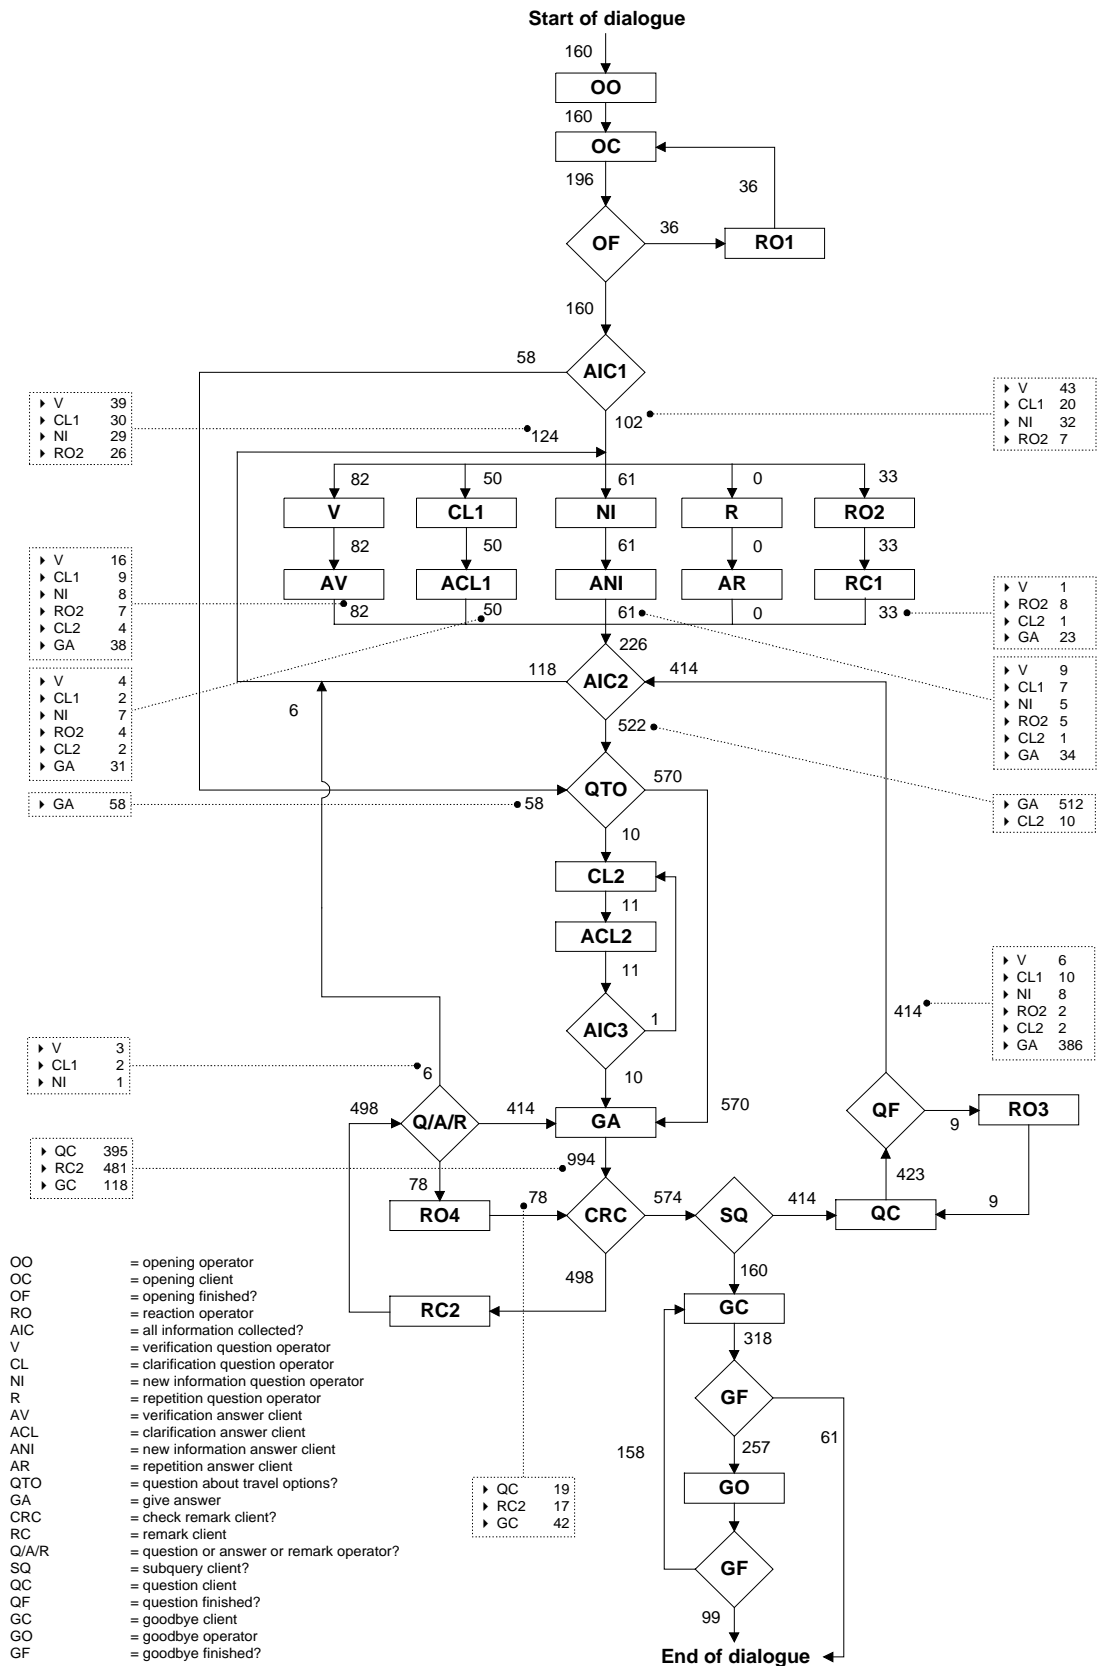 Start of dialogue
160
OO
160
OC
196
36
OF
36
RO1
160
58
AIC1
102
V 43
CL1 20
NI 32
RO2 7
V 39
CL1 30
NI 29
RO2 26
124
82
50
61
0
33
V
CL1
NI
R
RO2
82
50
61
0
33
AV
ACL1
ANI
AR
RC1
82
50
61
0
33
V 16
CL1 9
NI 8
RO2 7
CL2 4
GA 38
V 1
RO2 8
CL2 1
GA 23
226
118
AIC2
414
V 4
CL1 2
NI 7
RO2 4
CL2 2
GA 31
V 9
CL1 7
NI 5
RO2 5
CL2 1
GA 34
6
522
QTO
570
GA 58
58
GA 512
CL2 10
10
CL2
11
ACL2
11
AIC3
1
V 6
CL1 10
NI 8
RO2 2
CL2 2
GA 386
414
V 3
CL1 2
NI 1
6
10
570
498
Q/A/R
414
GA
QF
9
RO3
QC 395
RC2 481
GC 118
994
78
423
RO4
78
CRC
574
SQ
414
QC
9
498
160
RC2
GC
318
GF
158
257
61
GO
QC 19
RC2 17
GC 42
GF
99
End of dialogue
OO = opening operator
OC = opening client
OF = opening finished?
RO = reaction operator
AIC = all information collected?
V = verification question operator
CL = clarification question operator
NI = new information question operator
R = repetition question operator
AV = verification answer client
ACL = clarification answer client
ANI = new information answer client
AR = repetition answer client
QTO = question about travel options?
GA = give answer
CRC = check remark client?
RC = remark client
Q/A/R = question or answer or remark operator?
SQ = subquery client?
QC = question client
QF = question finished?
GC = goodbye client
GO = goodbye operator
GF = goodbye finished?